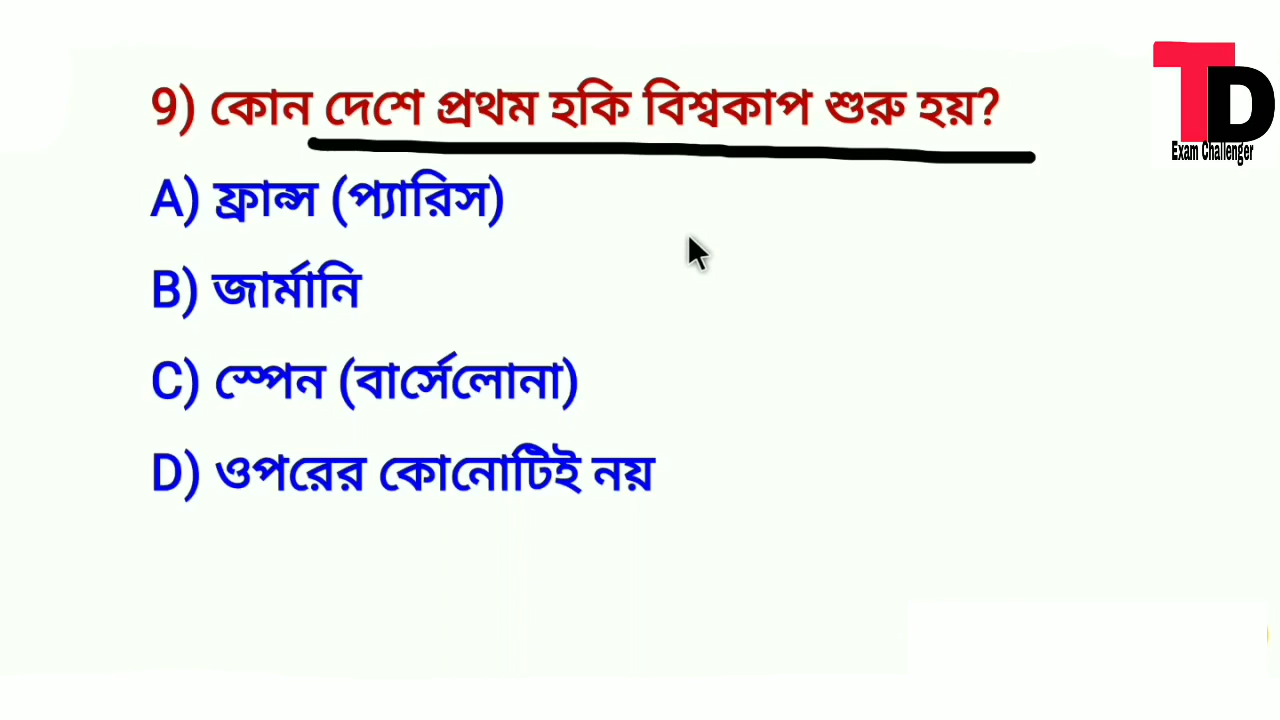 9) কোন দেশে প্রথম হকি বিশ্বকাপ শুরু হয়?
A) ফ্রান্স (প্যারিস)
B) জার্মানি
C) স্পেন (বার্সেলোনা)
D) ওপরের কোনোটিই নয়
TD
Exam Challenger